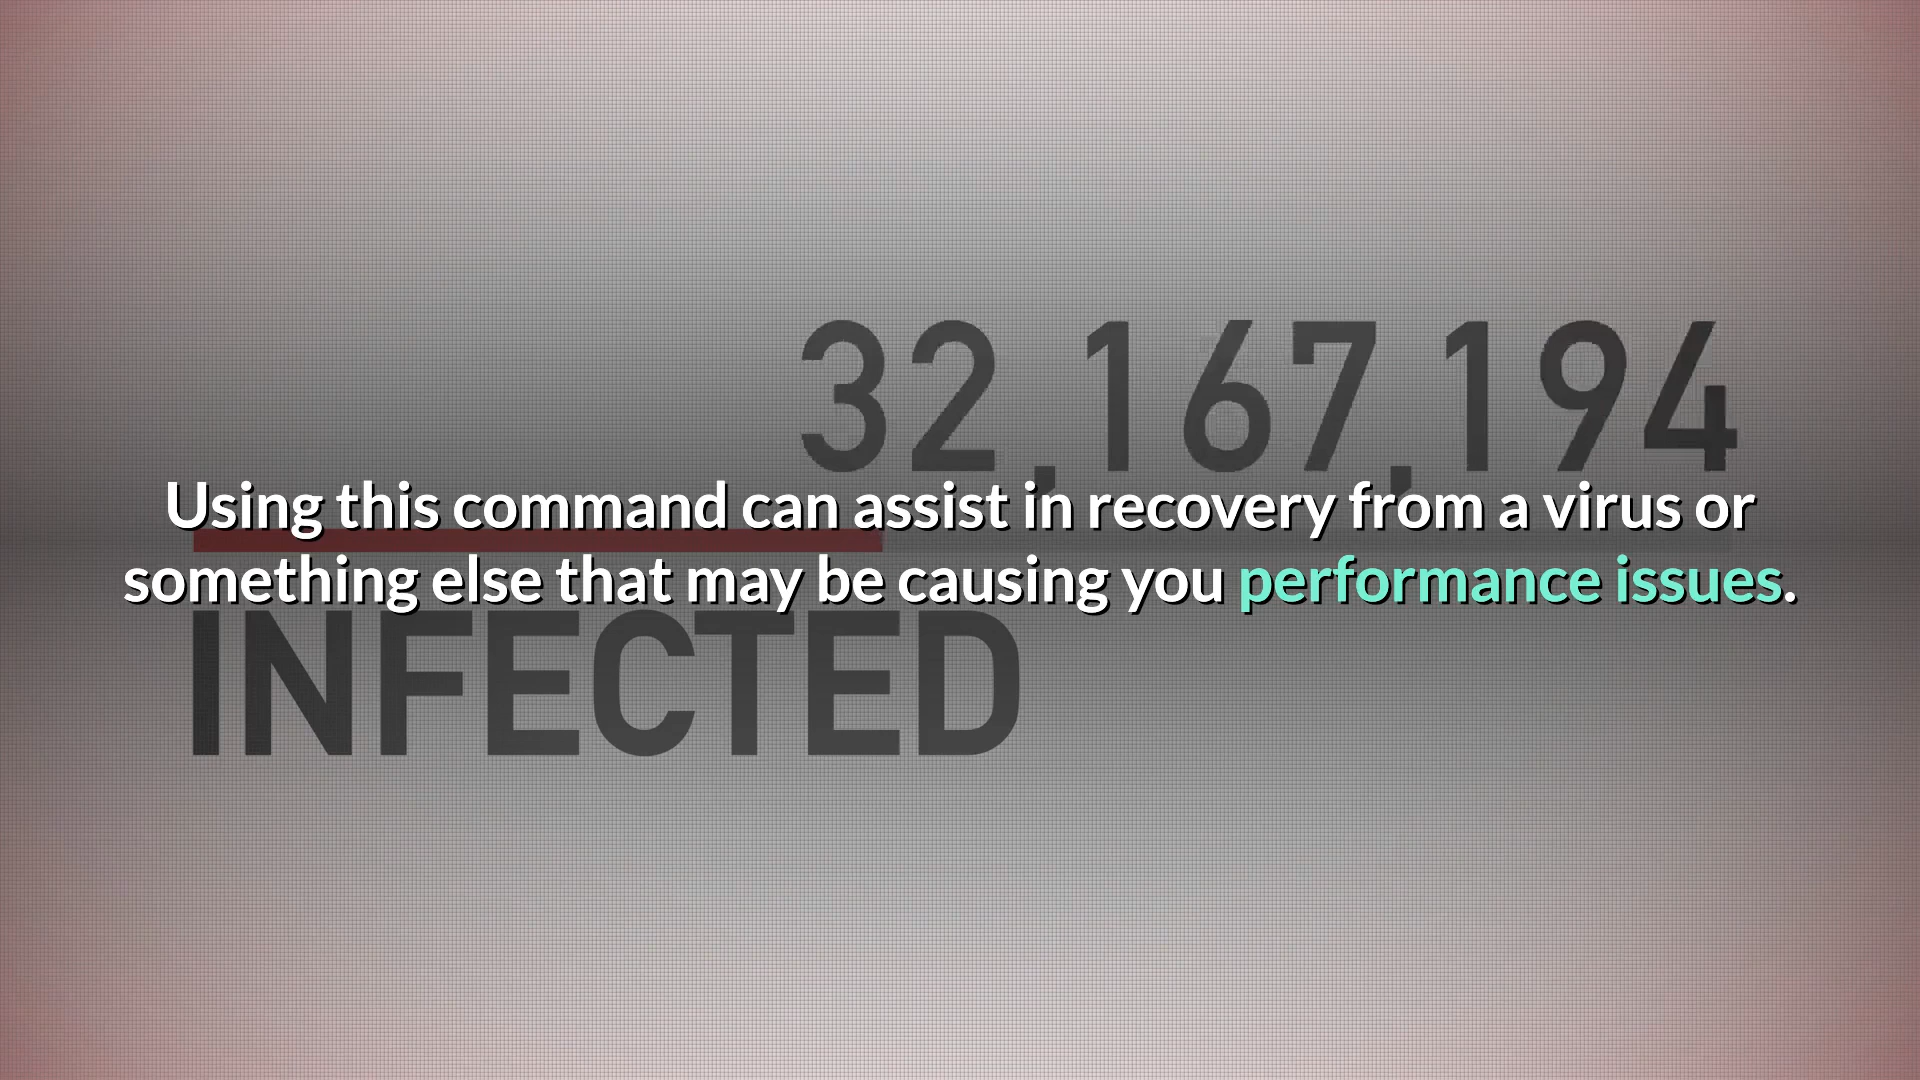 32,167,194
Using this command can assist in recovery from a virus or
something else that may be causing you performance issues.
INFECTED